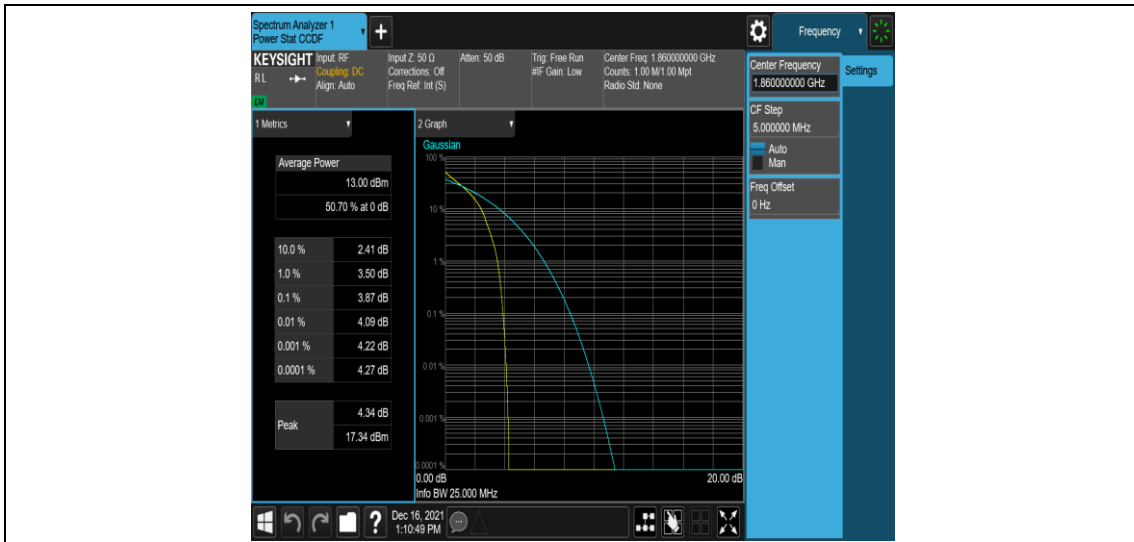 Spectrum Analyzer 1
Power Stat CCDF
+
Frequency
KEYSIGHT
RL
LXI
Input: RF
Coupling: DC
Align: Auto
Input Z: 50 Ω
Corrections: Off
Freq Ref: Int (S)
Atten: 50 dB
Trig: Free Run
#IF Gain: Low
Center Freq: 1.860000000 GHz
Counts: 1.00 M/1.00 Mpt
Radio Std: None
Center Frequency
1.860000000 GHz
Settings
CF Step
5.000000 MHz
Auto
Man
Freq Offset
0 Hz
1 Metrics
Average Power
13.00 dBm
50.70 % at 0 dB
10.0 % 2.41 dB
1.0 % 3.50 dB
0.1 % 3.87 dB
0.01 % 4.09 dB
0.001 % 4.22 dB
0.0001 % 4.27 dB
Peak
4.34 dB
17.34 dBm
2 Graph
Gaussian
100 %
10 %
1 %
0.1 %
0.01 %
0.001 %
0.0001 %
0.00 dB 20.00 dB
Info BW 25.000 MHz
?
Dec 16, 2021
1:10:49 PM